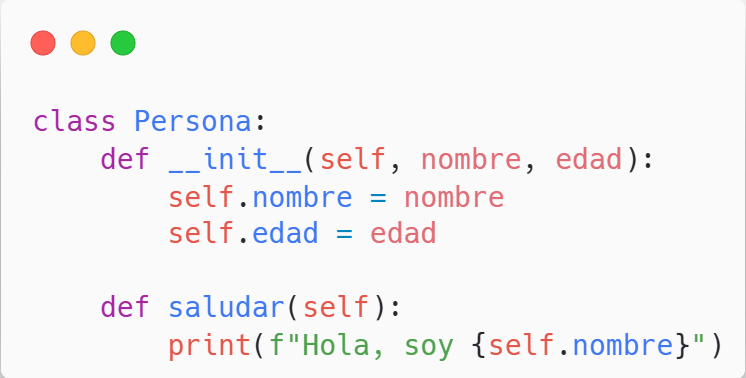 class Persona:
    def __init__(self, nombre, edad):
        self.nombre = nombre
        self.edad = edad
    def saludar(self):
        print(f"Hola, soy {self.nombre}")